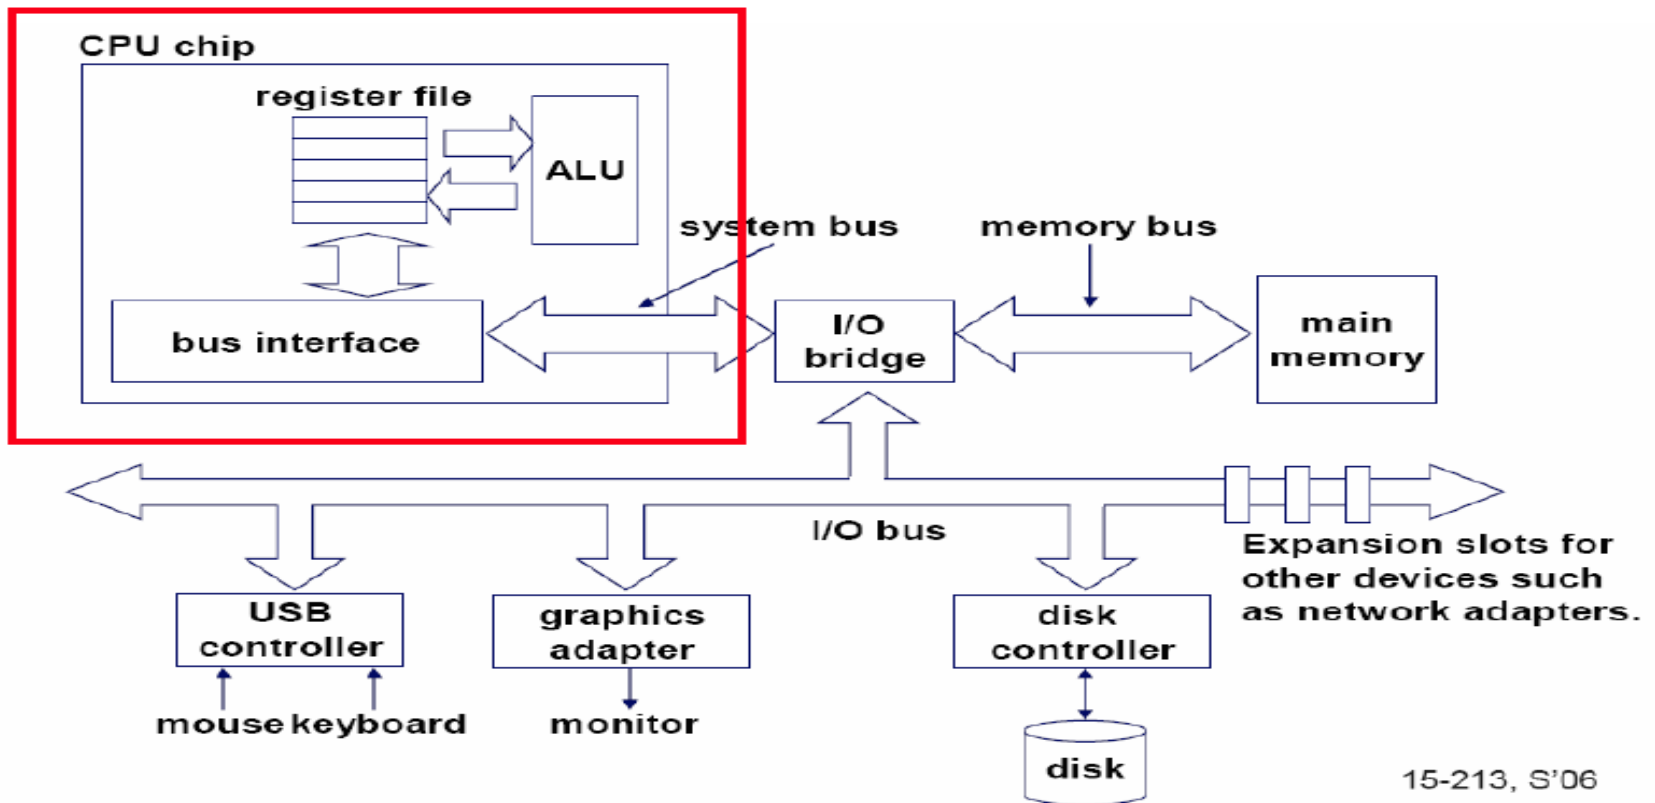 CPU chip
register file
ALU
system bus
memory bus
bus interface
I/O
bridge
main
memory
I/O bus
Expansion slots for
other devices such
as network adapters.
USB
controller
graphics
adapter
disk
controller
mouse keyboard
monitor
disk
15-213, S'06